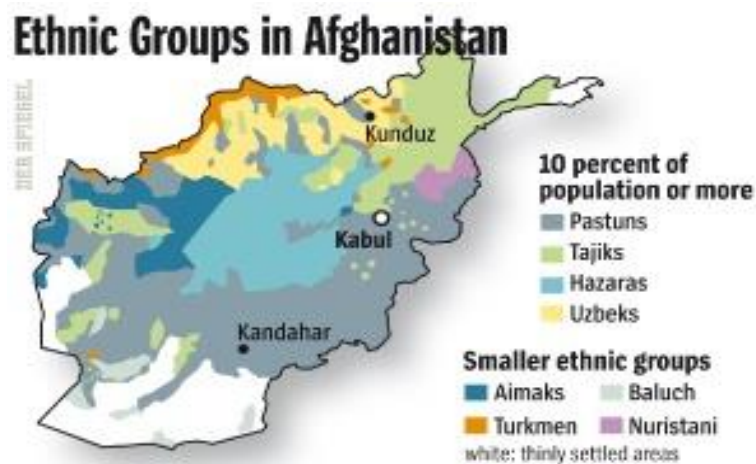 Ethnic Groups in Afghanistan
DER SPIEGEL
Kunduz
Kabul
Kandahar
10 percent of
population or more
Pastuns
Tajiks
Hazaras
Uzbeks
Smaller ethnic groups
Aimaks
Baluch
Turkmen
Nuristani
white: thinly settled areas